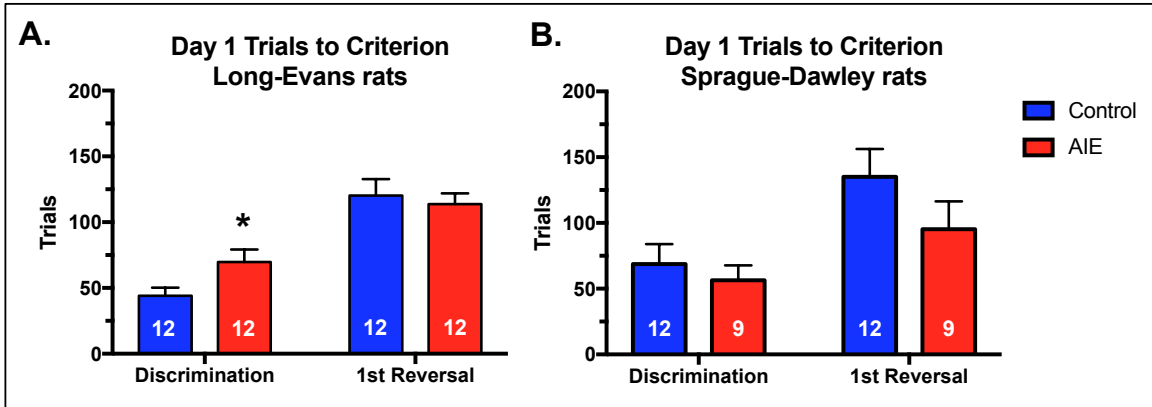 A.
Day 1 Trials to Criterion
Long-Evans rats
200
150
100
50
0
Trials
*
12
12
12
12
Discrimination
1st Reversal
B.
Day 1 Trials to Criterion
Sprague-Dawley rats
200
150
100
50
0
Trials
12
9
12
9
Discrimination
1st Reversal
Control
AIE